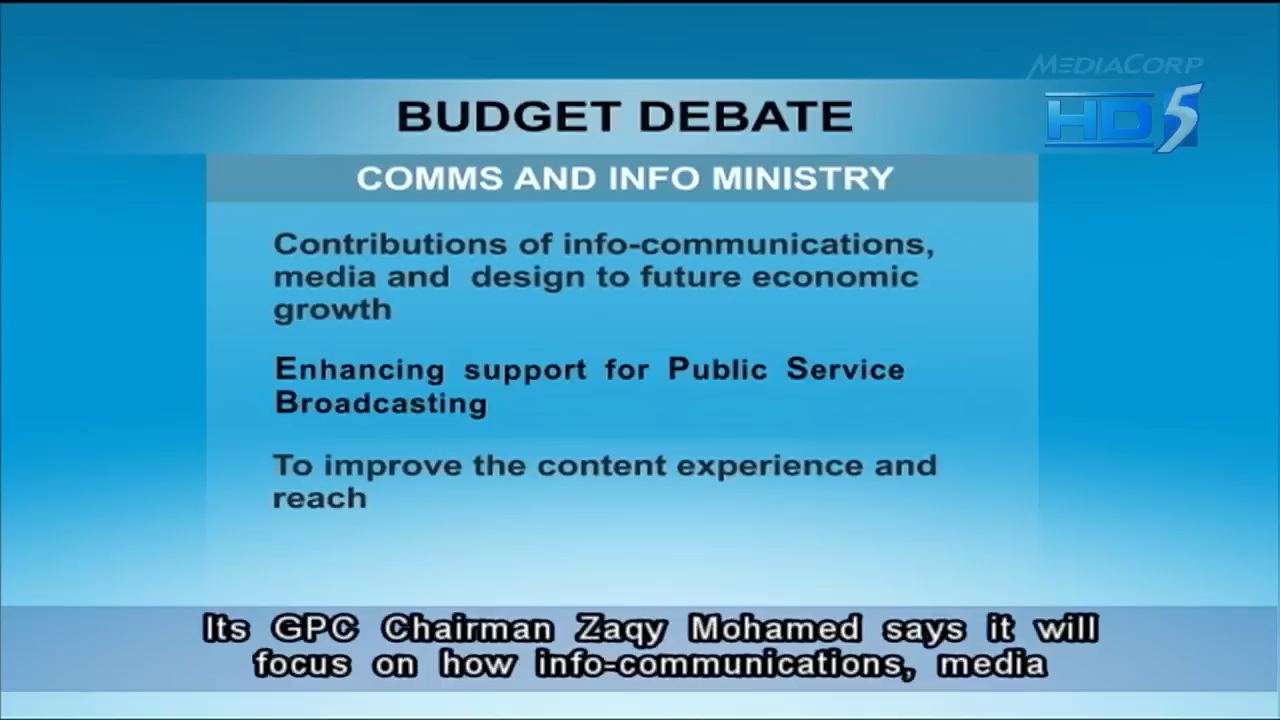 MEDIACORP
HD5
BUDGET DEBATE
COMMS AND INFO MINISTRY
Contributions of info-communications,
media and design to future economic
growth
Enhancing support for Public Service
Broadcasting
To improve the content experience and
reach
Its GPC Chairman Zaqy Mohamed says it will
focus on how info-communications, media